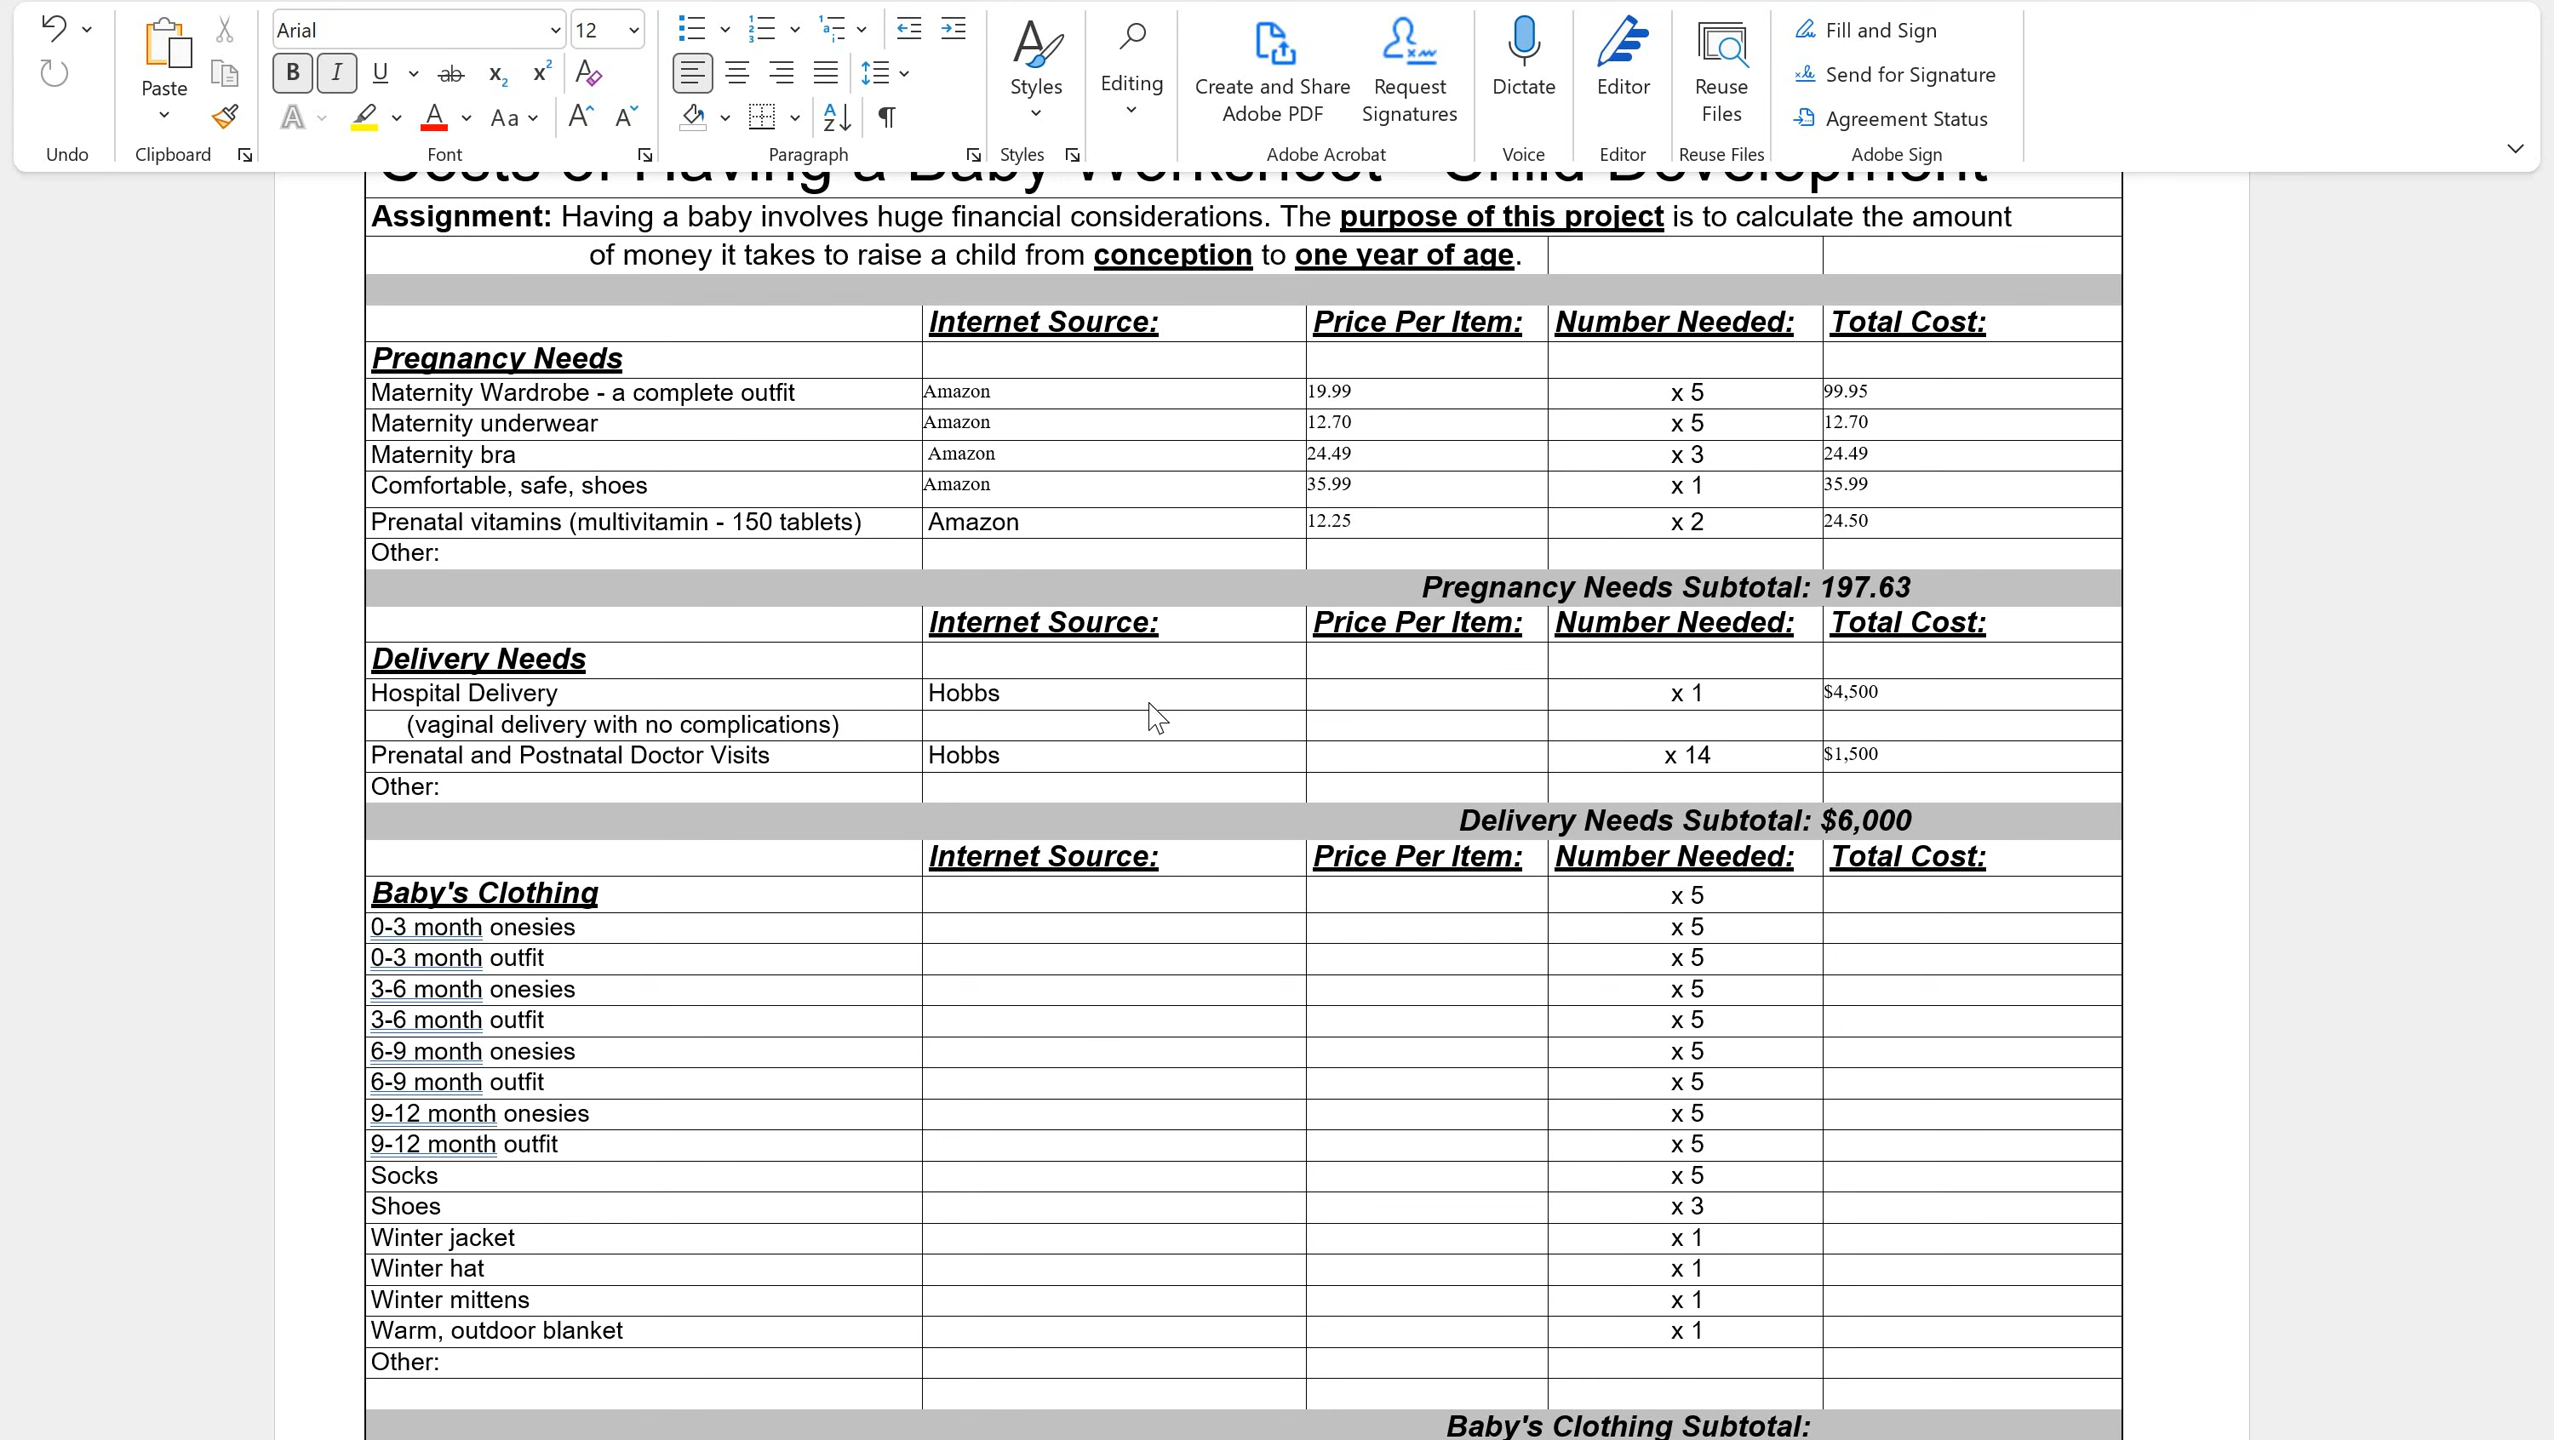 Arial
12
B I U ab x₂ x²
A A Aa A A
Paste
Undo
Clipboard
Font
Paragraph
Styles
Styles
Editing
Create and Share
Adobe PDF
Request
Signatures
Adobe Acrobat
Dictate
Voice
Editor
Editor
Reuse
Files
Reuse Files
Fill and Sign
Send for Signature
Agreement Status
Adobe Sign
Costs of Having a Baby Worksheet - Child Development
Assignment: Having a baby involves huge financial considerations. The purpose of this project is to calculate the amount
of money it takes to raise a child from conception to one year of age.
Internet Source: Price Per Item: Number Needed: Total Cost:
Pregnancy Needs
Maternity Wardrobe - a complete outfit Amazon 19.99 x 5 99.95
Maternity underwear Amazon 12.70 x 5 12.70
Maternity bra Amazon 24.49 x 3 24.49
Comfortable, safe, shoes Amazon 35.99 x 1 35.99
Prenatal vitamins (multivitamin - 150 tablets) Amazon 12.25 x 2 24.50
Other:
Pregnancy Needs Subtotal: 197.63
Internet Source: Price Per Item: Number Needed: Total Cost:
Delivery Needs
Hospital Delivery Hobbs x 1 $4,500
(vaginal delivery with no complications)
Prenatal and Postnatal Doctor Visits Hobbs x 14 $1,500
Other:
Delivery Needs Subtotal: $6,000
Internet Source: Price Per Item: Number Needed: Total Cost:
Baby's Clothing x 5
0-3 month onesies x 5
0-3 month outfit x 5
3-6 month onesies x 5
3-6 month outfit x 5
6-9 month onesies x 5
6-9 month outfit x 5
9-12 month onesies x 5
9-12 month outfit x 5
Socks x 5
Shoes x 3
Winter jacket x 1
Winter hat x 1
Winter mittens x 1
Warm, outdoor blanket x 1
Other:
Baby's Clothing Subtotal: